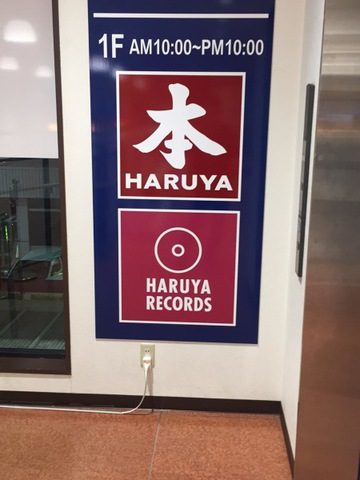 1F AM10:00~PM10:00
本
HARUYA
HARUYA
RECORDS